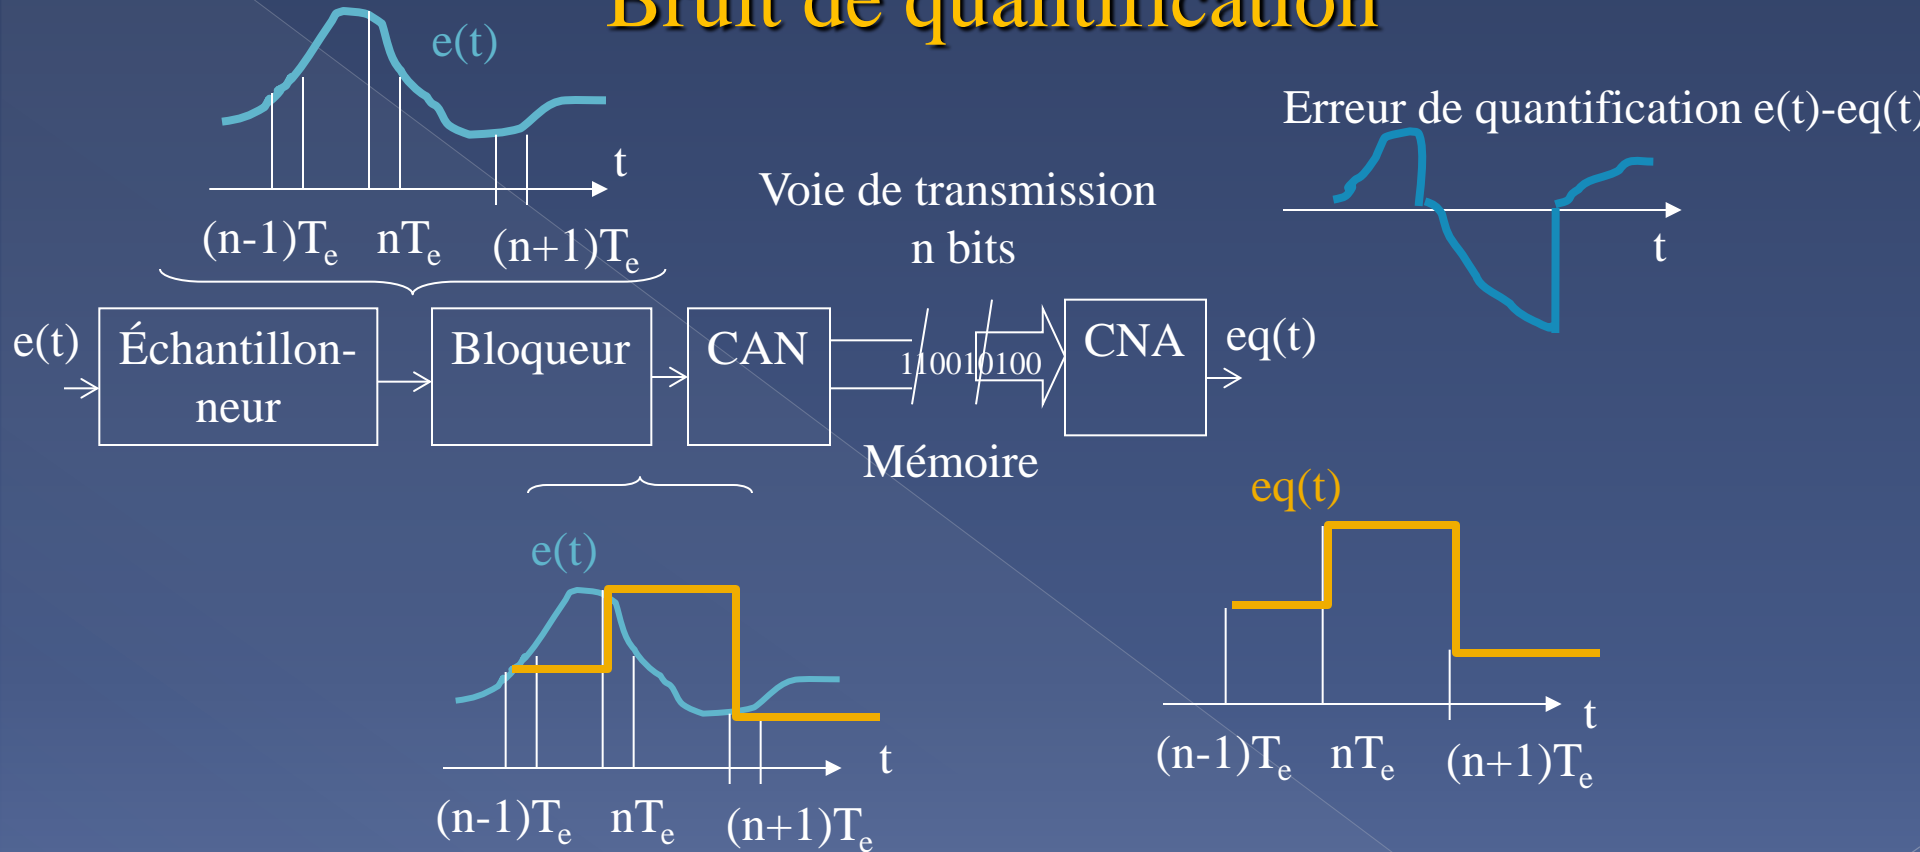 Bruit de quantification
e(t)
t
(n-1)Te nTe (n+1)Te
Erreur de quantification e(t)-eq(t)
t
Voie de transmission
n bits
e(t)
Échantillon-
neur
Bloqueur
CAN
110010100
CNA
eq(t)
Mémoire
e(t)
t
(n-1)Te nTe (n+1)Te
eq(t)
t
(n-1)Te nTe (n+1)Te